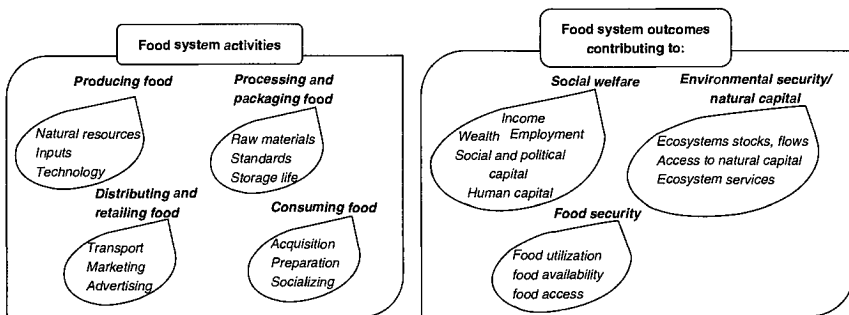 Food system activities
Producing food
Natural resources
Inputs
Technology
Processing and
packaging food
Raw materials
Standards
Storage life
Distributing and
retailing food
Transport
Marketing
Advertising
Consuming food
Acquisition
Preparation
Socializing
Food system outcomes
contributing to:
Social welfare
Income
Wealth Employment
Social and political
capital
Human capital
Environmental security/
natural capital
Ecosystems stocks, flows
Access to natural capital
Ecosystem services
Food security
Food utilization
food availability
food access